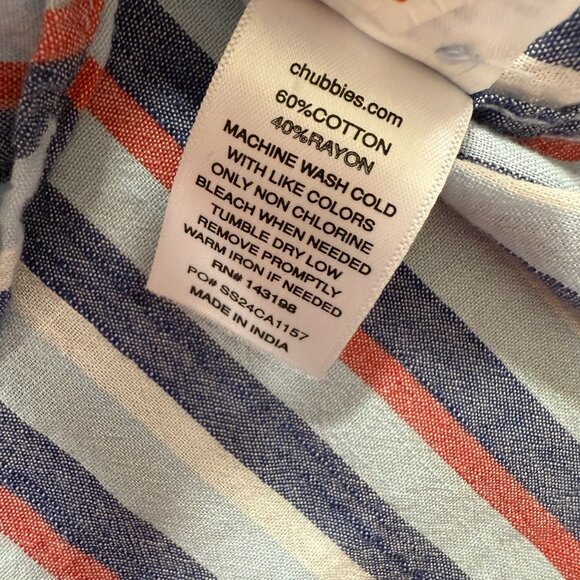 chubbies.com
60%COTTON
40%RAYON
MACHINE WASH COLD
WITH LIKE COLORS
ONLY NON CHLORINE
BLEACH WHEN NEEDED
TUMBLE DRY LOW
REMOVE PROMPTLY
WARM IRON IF NEEDED
RN# 143198
PO# SS24CA1157
MADE IN INDIA